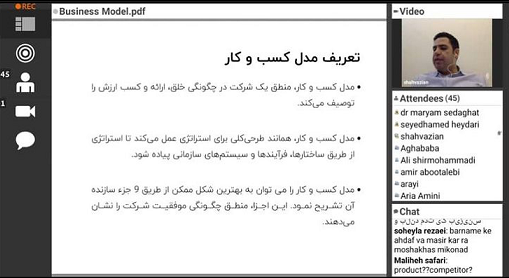 REC
Business Model.pdf
تعریف مدل کسب و کار
• مدل کسب و کار، منطق یک شرکت در چگونگی خلق، ارائه و کسب ارزش را
توصیف می‌کند.
• مدل کسب و کار، همانند طرحی‌کلی برای استراتژی عمل می‌کند تا استراتژی
از طریق ساختارها، فرآیندها و سیستم‌های سازمانی پیاده شود.
• مدل کسب و کار را می توان به بهترین شکل ممکن از طریق 9 جزء سازنده
آن تشریح نمود. این اجزا، منطق چگونگی موفقیت شرکت را نشان
می‌دهند.
45
1
Video
shahvazian
Attendees (45)
dr maryam sedaghat
seyedhamed heydari
shahvazian
Aghababa
Ali shirmohammadi
amir abootalebi
arayi
Aria Amini
Chat
soheyla rezaei: barname ke
ahdaf va masir kar ra
moshakhas mikonad
Maliheh safari:
product??competitor?